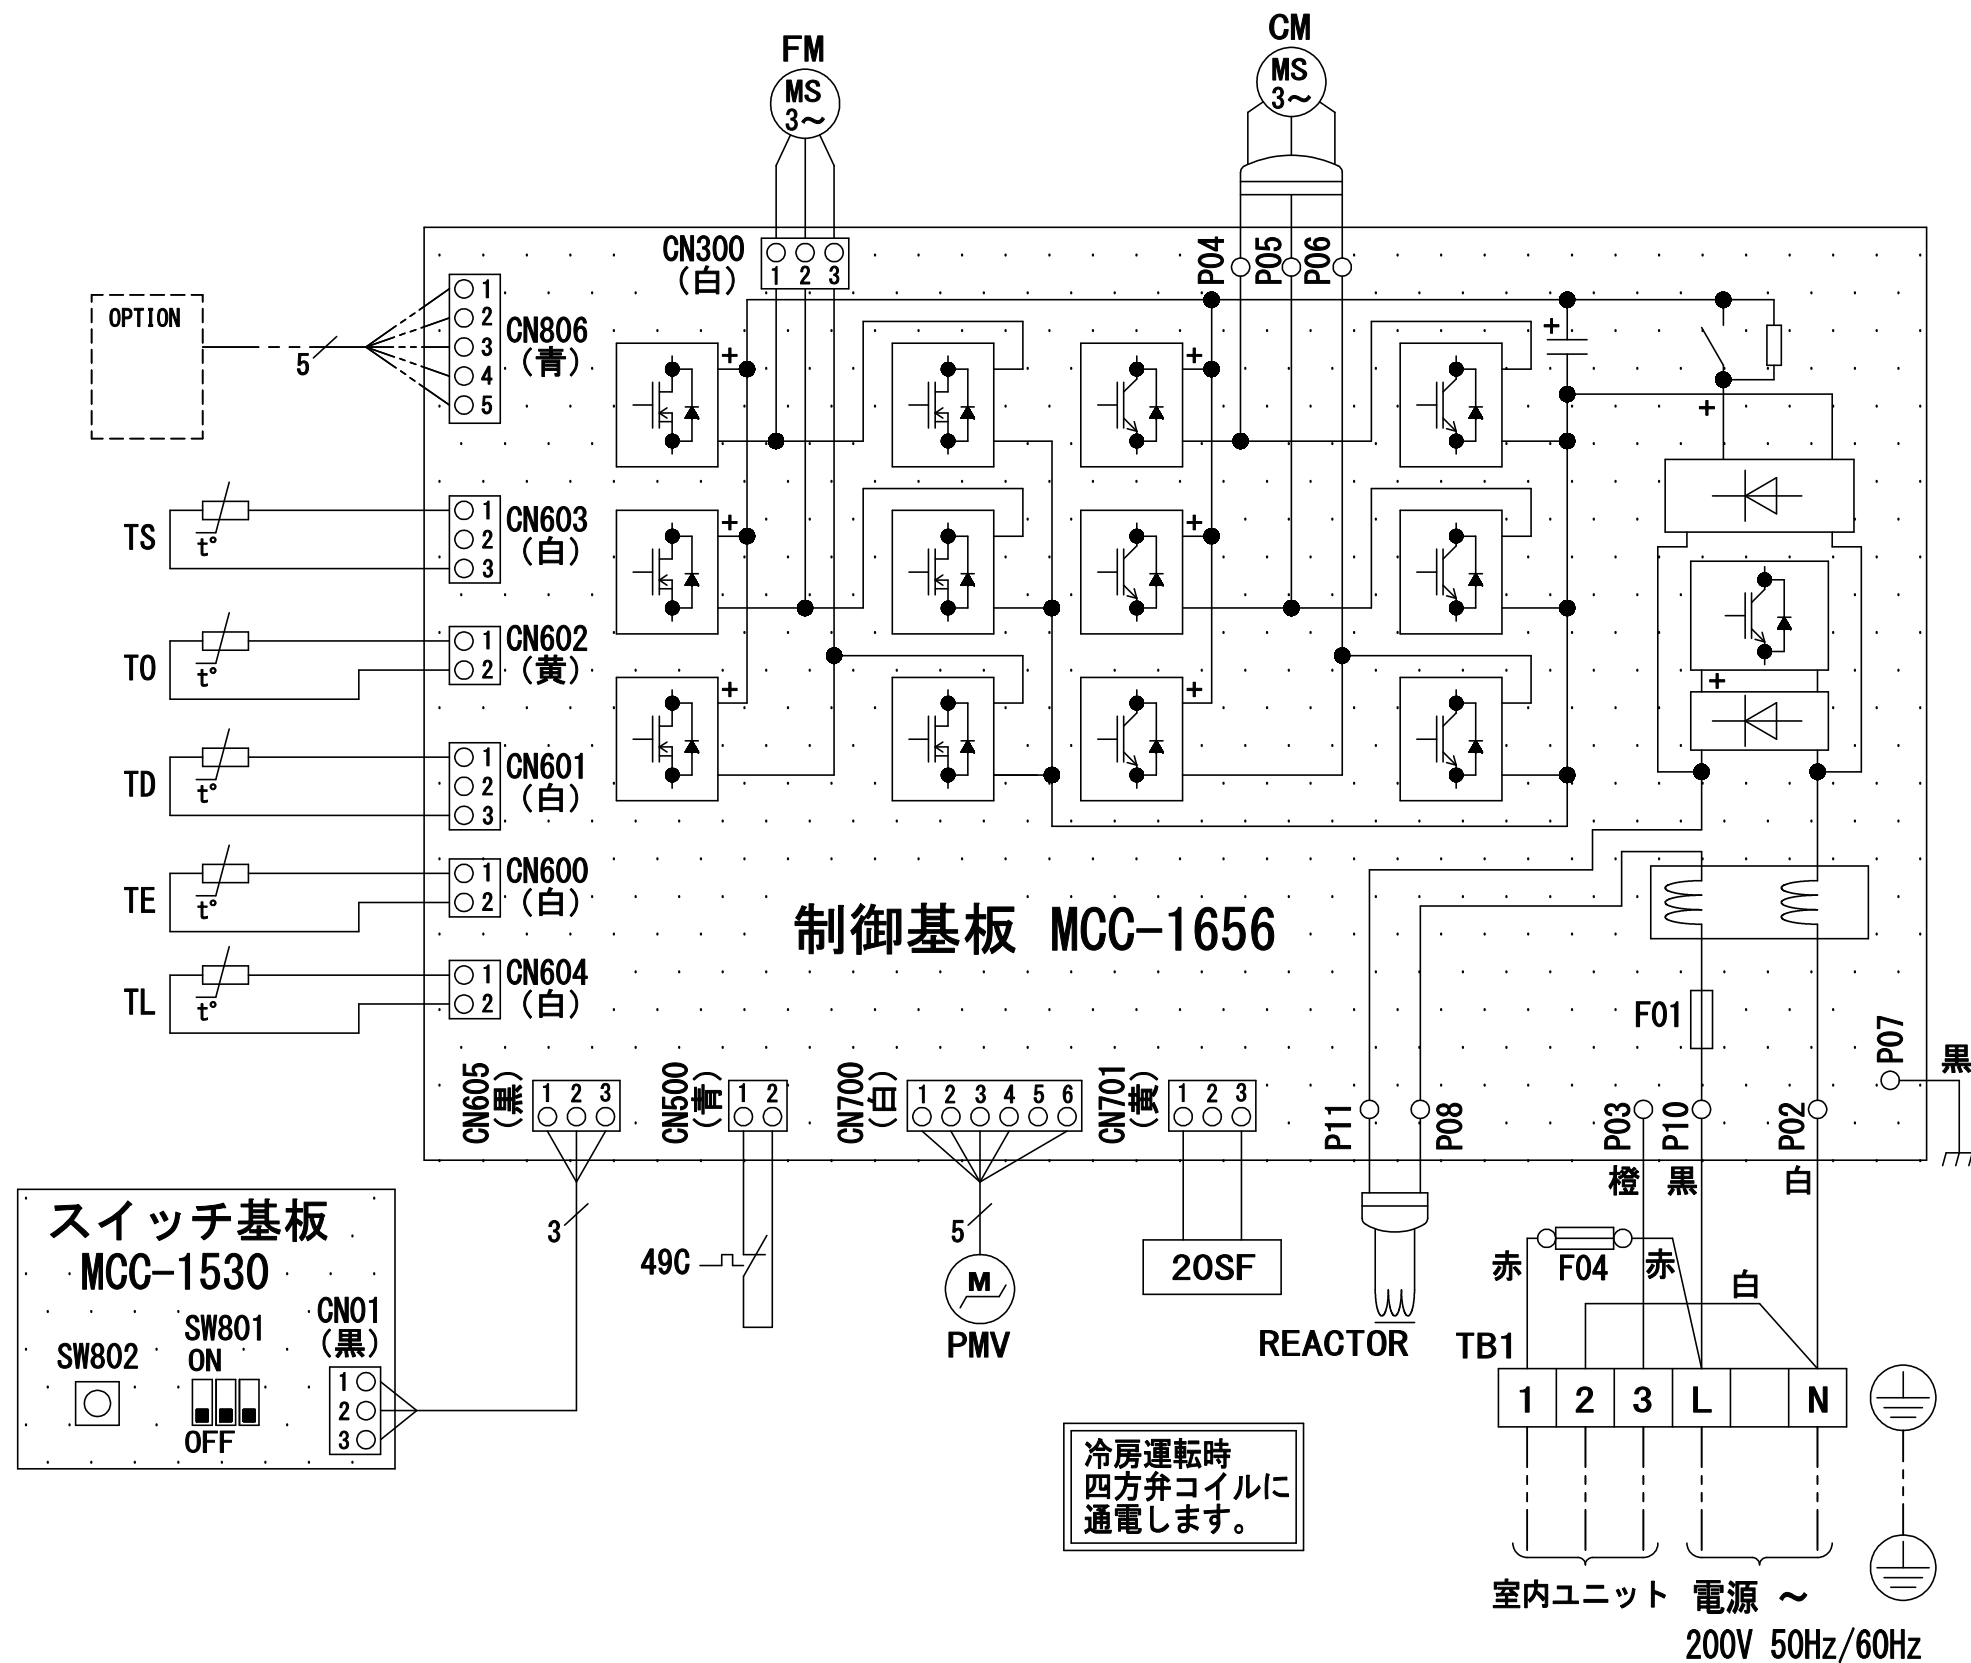 FM
MS
3～
CM
MS
3～
CN300
(白)
1 2 3
P04
P05
P06
OPTION
5
1
2
3
4
5
CN806
(青)
+
+
+
+
+
+
+
+
+
TS
t°
1
2
3
CN603
(白)
TO
t°
1
2
CN602
(黄)
TD
t°
1
2
3
CN601
(白)
TE
t°
1
2
CN600
(白)
TL
t°
1
2
CN604
(白)
制御基板 MCC-1656
F01
P07
黒
CN605
(黒)
1 2 3
CN500
(青)
1 2
CN700
(白)
1 2 3 4 5 6
CN701
(黄)
1 2 3
P11
P08
P03
橙
P10
黒
P02
白
3
49C
5
M
PMV
20SF
REACTOR
赤
F04
赤
白
TB1
1 2 3 L N
スイッチ基板
MCC-1530
SW802
SW801
ON
OFF
CN01
(黒)
1
2
3
冷房運転時
四方弁コイルに
通電します。
室内ユニット
電源 ～
200V 50Hz/60Hz